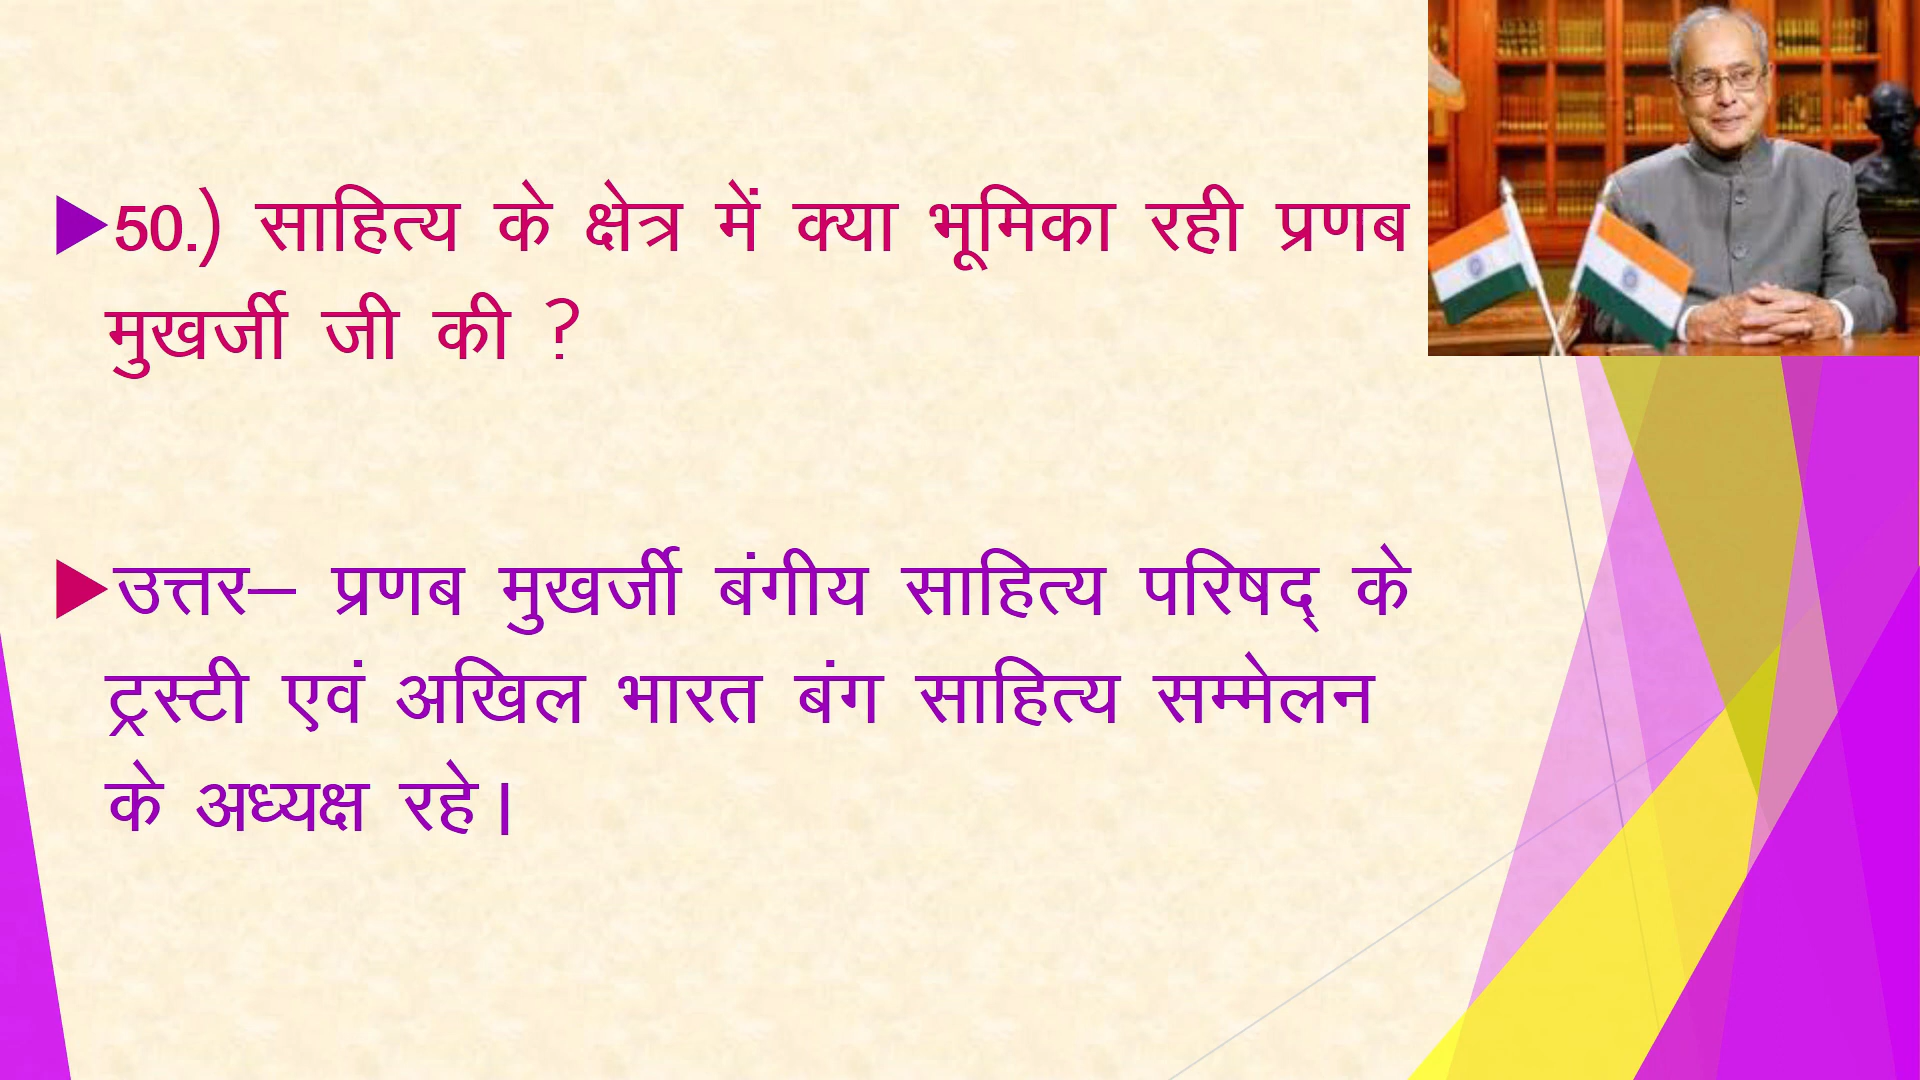 50.) साहित्य के क्षेत्र में क्या भूमिका रही प्रणब
मुखर्जी जी की ?
उत्तर– प्रणब मुखर्जी बंगीय साहित्य परिषद् के
ट्रस्टी एवं अखिल भारत बंग साहित्य सम्मेलन
के अध्यक्ष रहे।